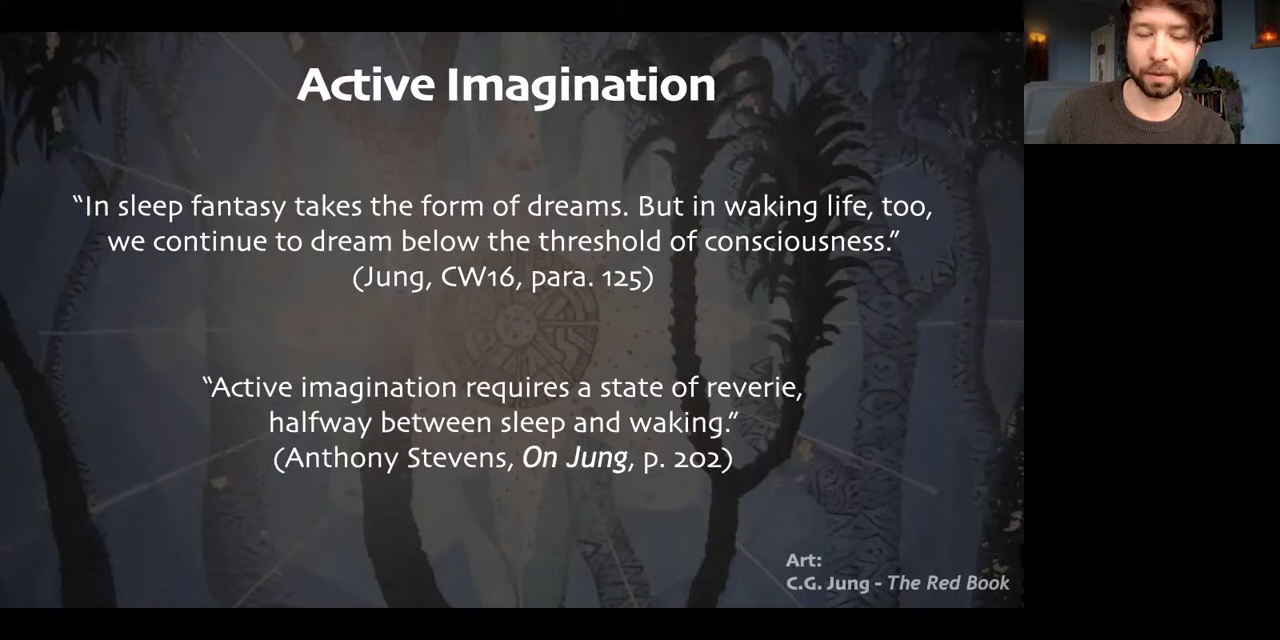 Active Imagination
“In sleep fantasy takes the form of dreams. But in waking life, too,
we continue to dream below the threshold of consciousness.”
(Jung, CW16, para. 125)
“Active imagination requires a state of reverie,
halfway between sleep and waking.”
(Anthony Stevens, On Jung, p. 202)
Art:
C.G. Jung - The Red Book